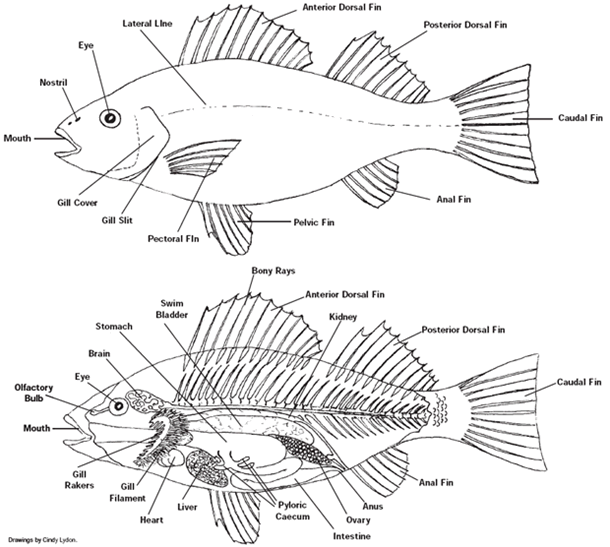 Anterior Dorsal Fin
Lateral LIne
Posterior Dorsal Fin
Eye
Nostril
Mouth
Caudal Fin
Gill Cover
Gill Slit
Pectoral FIn
Pelvic Fin
Anal Fin
Bony Rays
Swim
Bladder
Anterior Dorsal Fin
Kidney
Stomach
Posterior Dorsal Fin
Brain
Eye
Olfactory
Bulb
Caudal Fin
Mouth
Gill
Rakers
Gill
Filament
Heart
Liver
Pyloric
Caecum
Intestine
Ovary
Anus
Anal Fin
Drawings by Cindy Lydon.